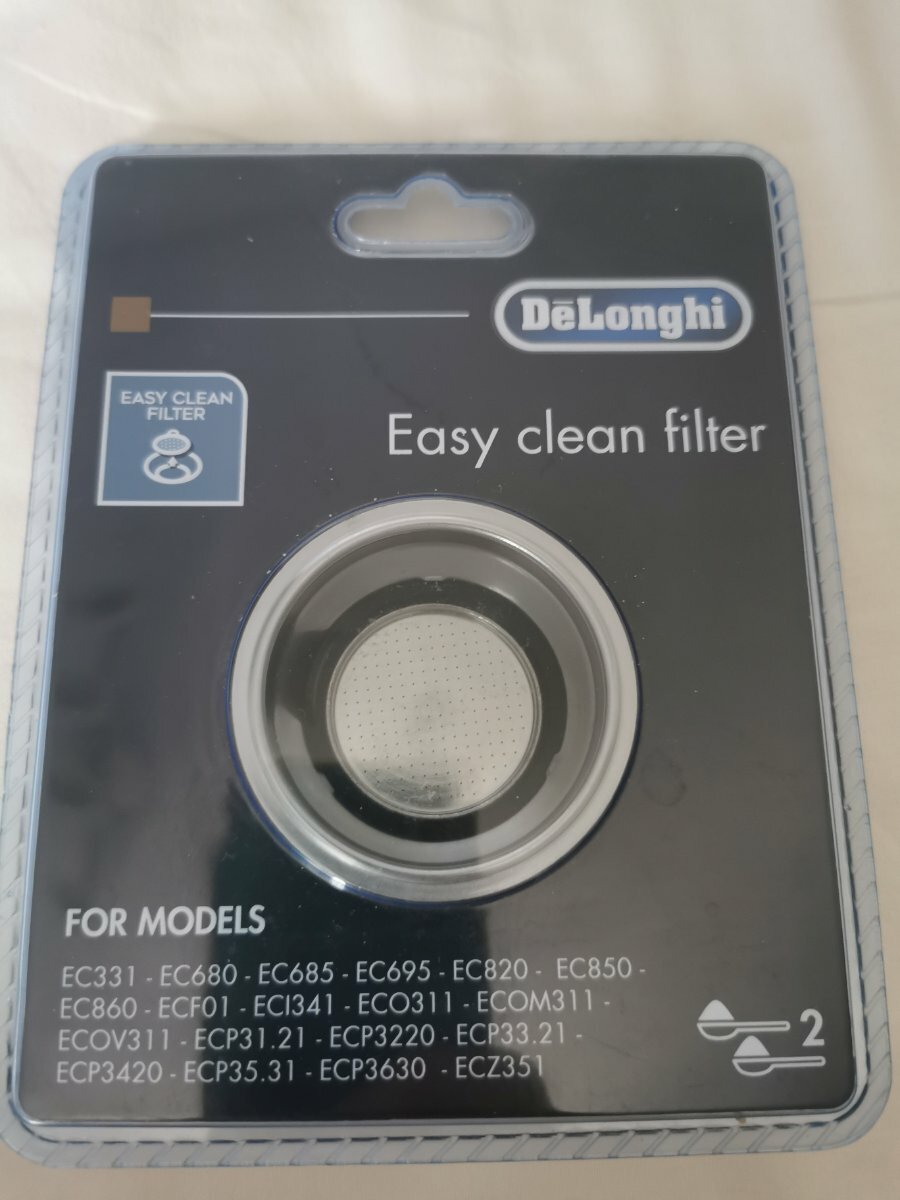 DēLonghi
EASY CLEAN
FILTER
Easy clean filter
FOR MODELS
EC331 - EC680 - EC685 - EC695 - EC820 - EC850 -
EC860 - ECF01 - ECI341 - ECO311 - ECOM311 -
ECOV311 - ECP31.21 - ECP3220 - ECP33.21 -
ECP3420 - ECP35.31 - ECP3630 - ECZ351
2